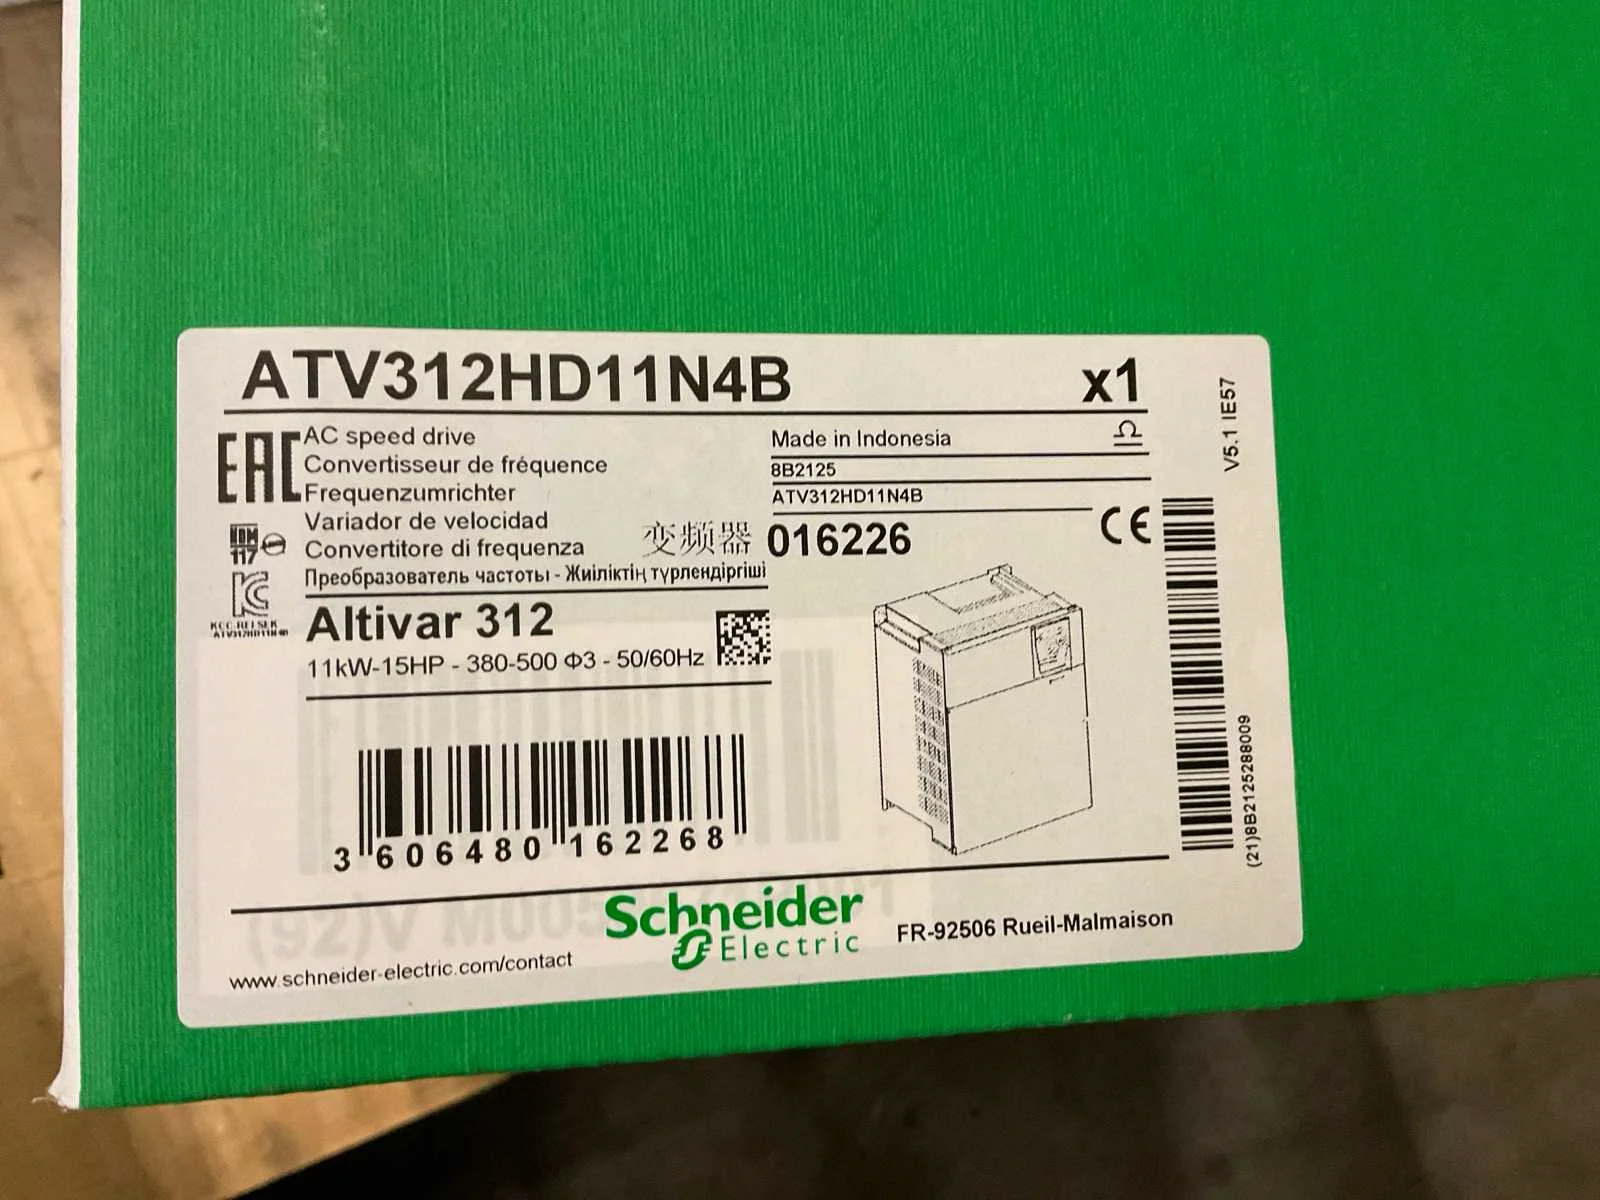 ATV312HD11N4B x1
EAC
AC speed drive
Convertisseur de fréquence
Frequenzumrichter
Variador de velocidad
Convertitore di frequenza
变频器
Преобразователь частоты - Жиіліктің түрлендіргіші
Made in Indonesia
8B2125
ATV312HD11N4B
016226
CE
117
Altivar 312
11kW-15HP - 380-500 Φ3 - 50/60Hz
3 606480 162268
V5.1 IE57
(21)8B2125288009
Schneider
Electric
FR-92506 Rueil-Malmaison
www.schneider-electric.com/contact